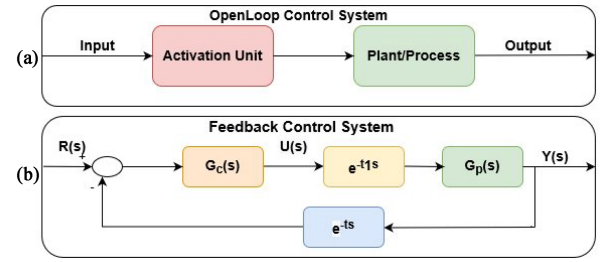 OpenLoop Control System
(a)
Input
Activation Unit
Plant/Process
Output
Feedback Control System
(b)
R(s)
+
-
Gc(s)
U(s)
e-t1s
Gp(s)
Y(s)
e-ts